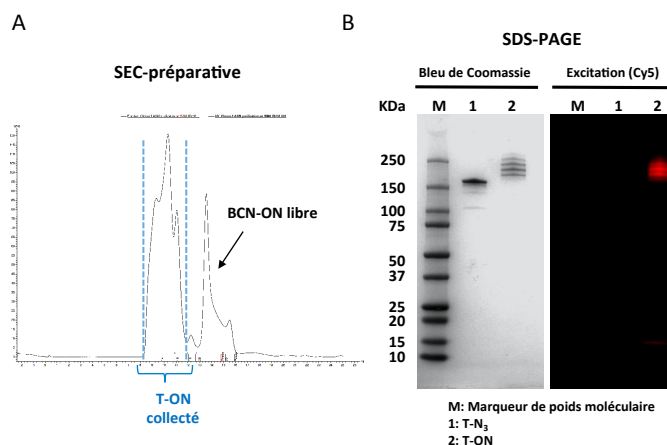 A
B
SEC-préparative
SDS-PAGE
Bleu de Coomassie
Excitation (Cy5)
KDa
M
1
2
M
1
2
250
150
100
75
50
37
25
20
15
10
BCN-ON libre
T-ON
collecté
M: Marqueur de poids moléculaire
1: T-N₃
2: T-ON